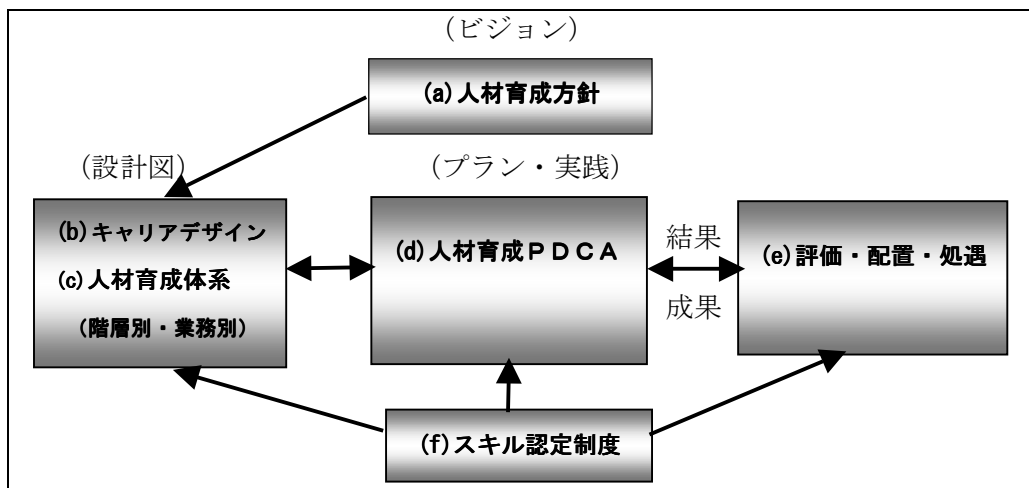 (ビジョン)
(a)人材育成方針
(設計図)
(プラン・実践)
(b)キャリアデザイン
(c)人材育成体系
(階層別・業務別)
(d)人材育成ＰＤＣＡ
結果
成果
(e)評価・配置・処遇
(f)スキル認定制度